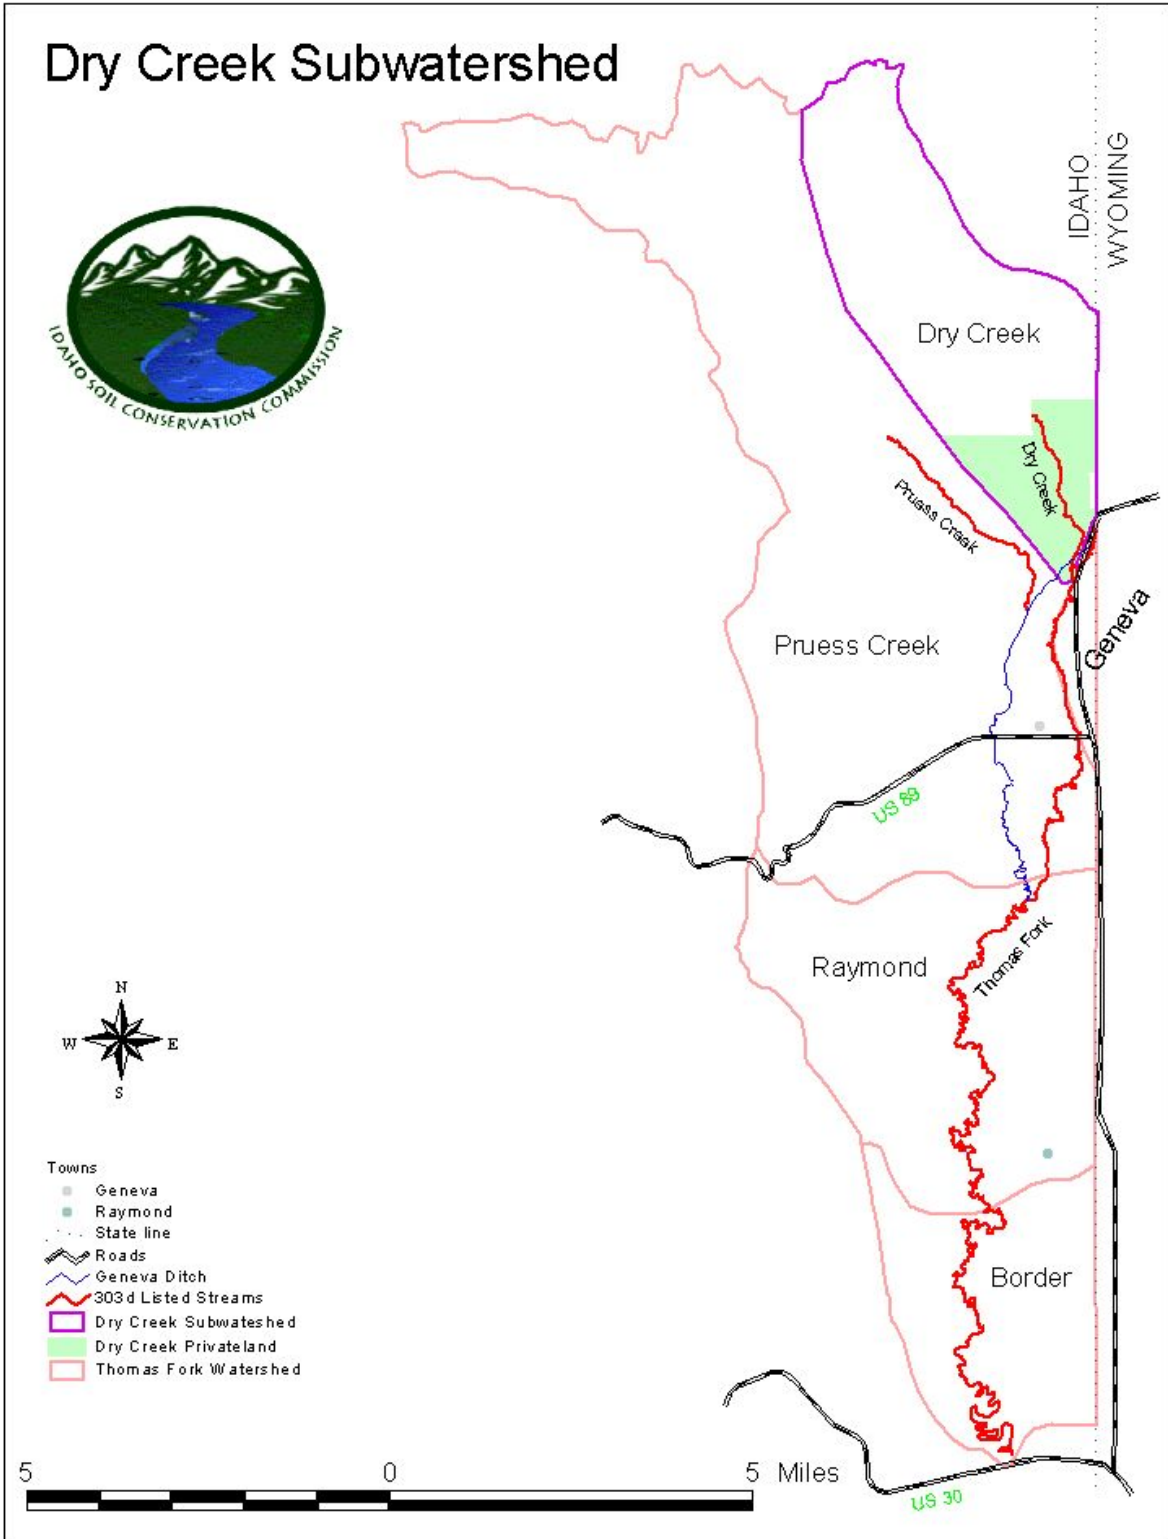 Dry Creek Subwatershed
IDAHO
WYOMING
IDAHO SOIL CONSERVATION COMMISSION
Dry Creek
Dry Creek
Pruess Creek
Geneva
Pruess Creek
US 89
Raymond
Thomas Fork
N
W E
S
Border
Towns
Geneva
Raymond
State line
Roads
Geneva Ditch
303d Listed Streams
Dry Creek Subwateshed
Dry Creek Privateland
Thomas Fork Watershed
5 0 5 Miles
US 30